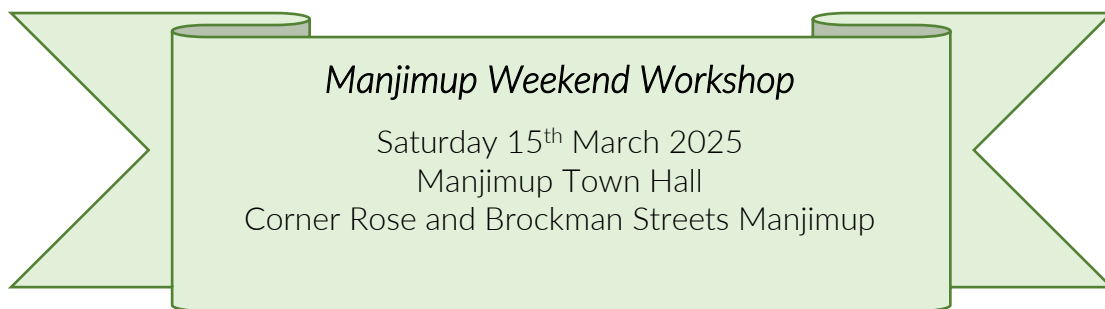 Manjimup Weekend Workshop
Saturday 15th March 2025
Manjimup Town Hall
Corner Rose and Brockman Streets Manjimup